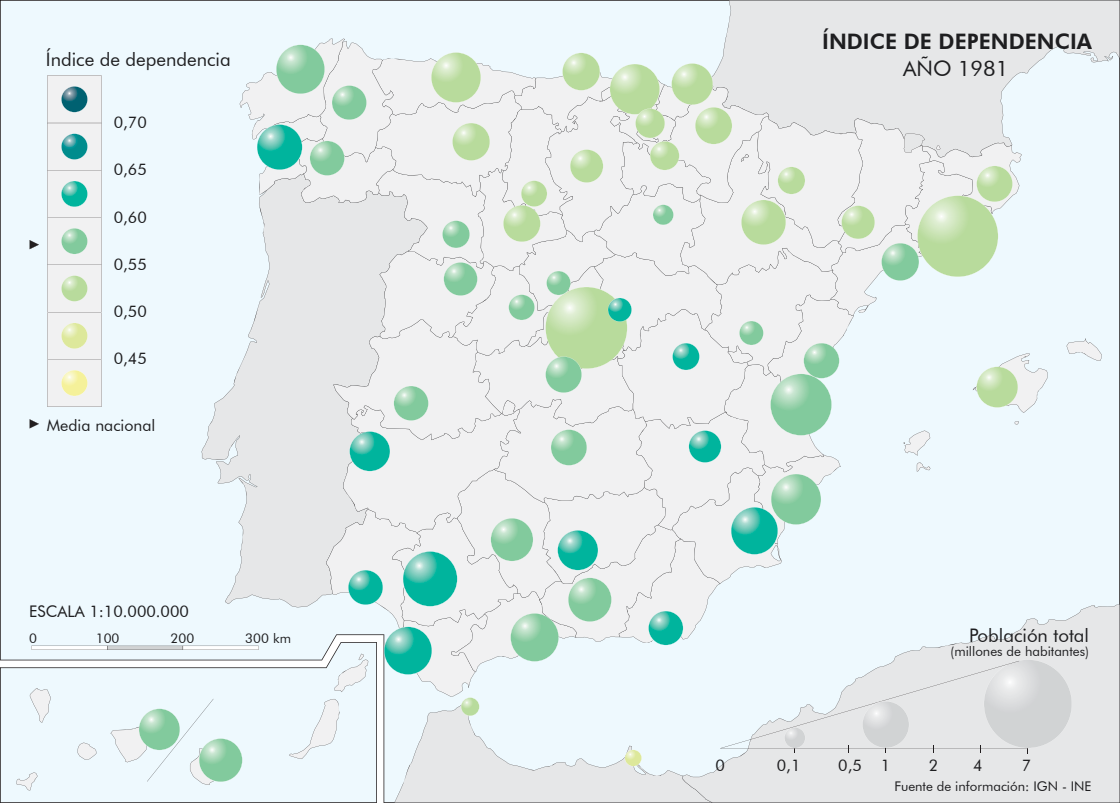 ÍNDICE DE DEPENDENCIA
AÑO 1981
Índice de dependencia
0,70
0,65
0,60
0,55
0,50
0,45
Media nacional
ESCALA 1:10.000.000
0 100 200 300 km
Población total
(millones de habitantes)
0 0,1 0,5 1 2 4 7
Fuente de información: IGN - INE